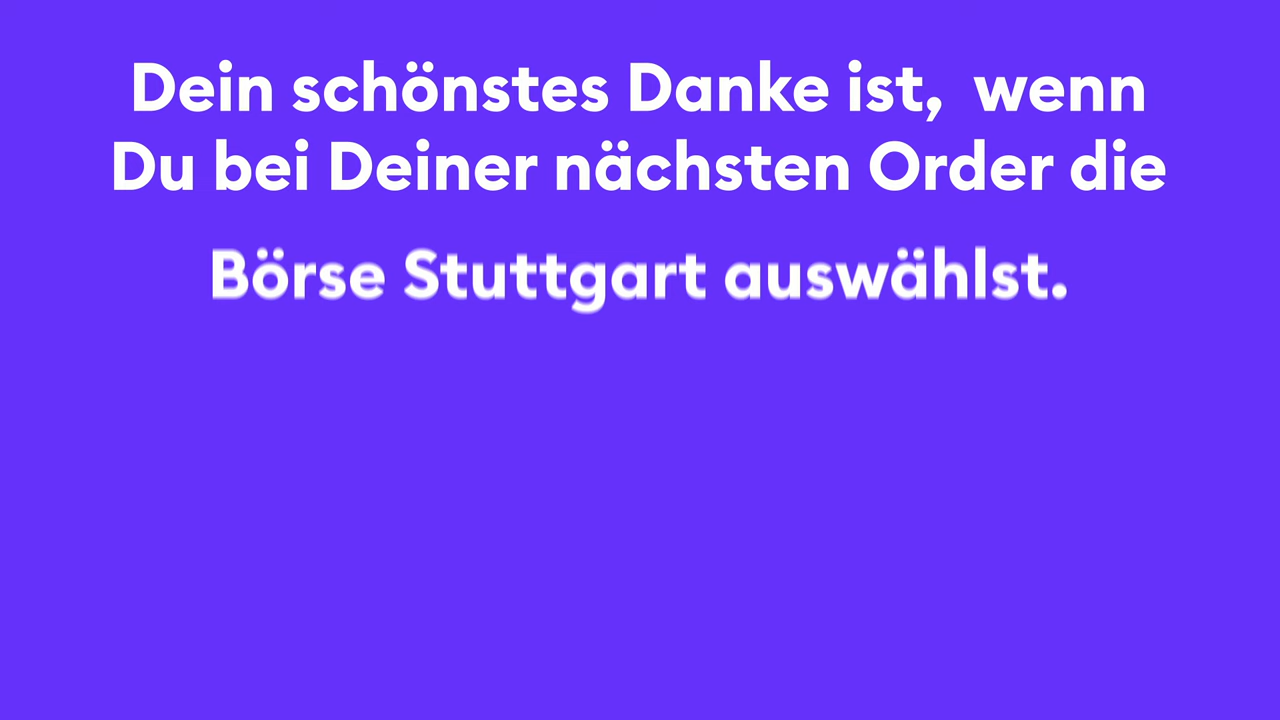 Dein schönstes Danke ist, wenn
Du bei Deiner nächsten Order die
Börse Stuttgart auswählst.